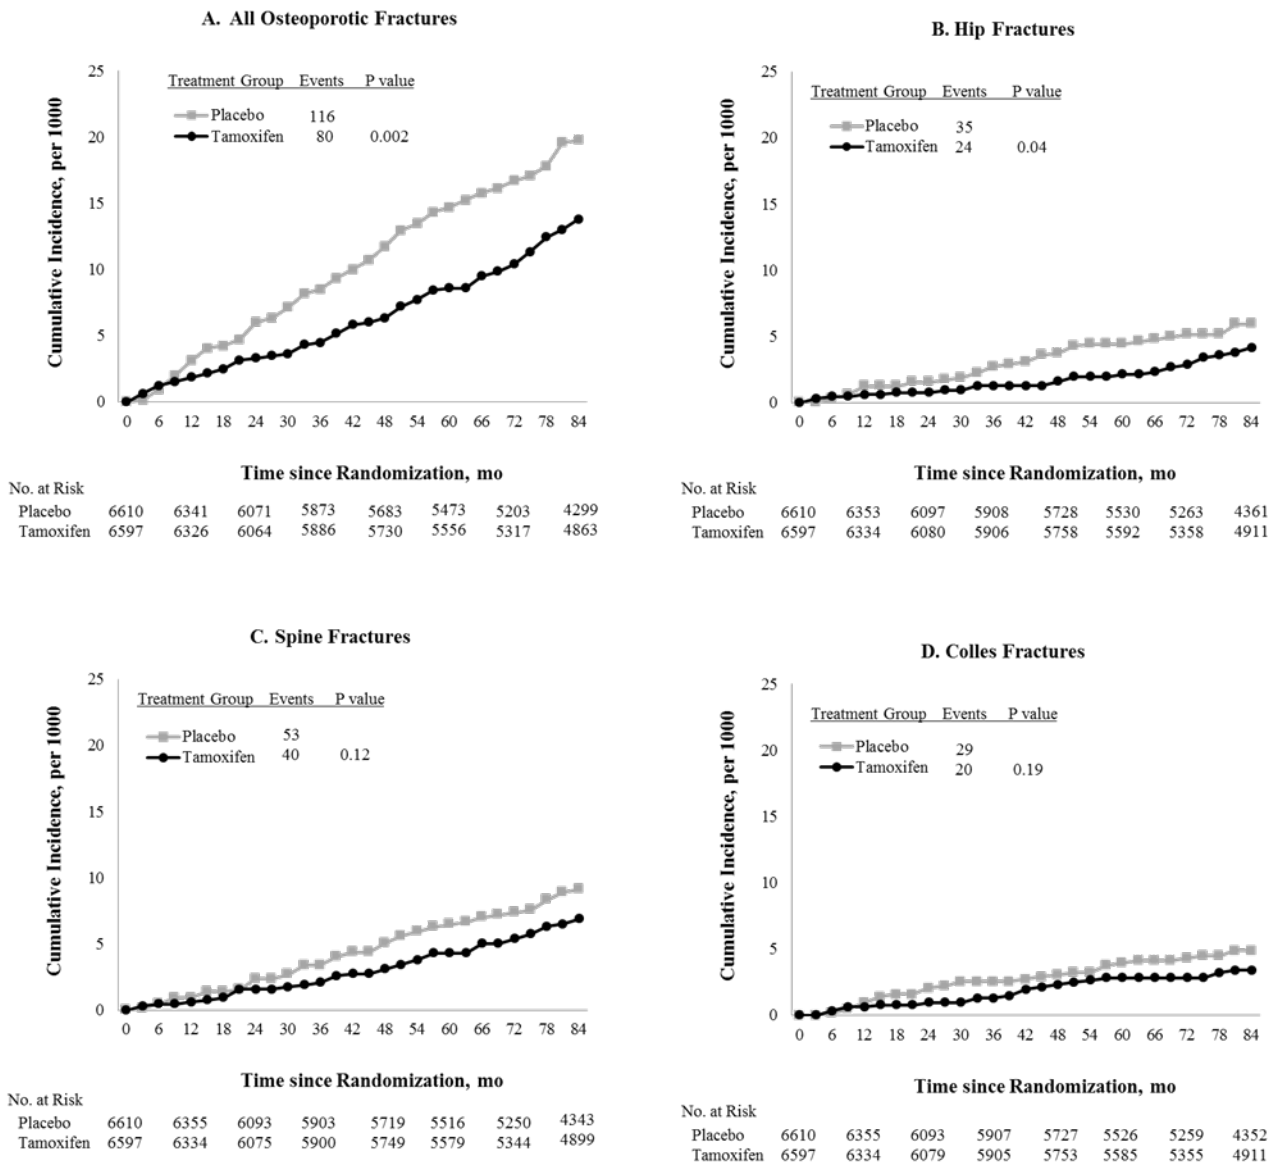 A. All Osteoporotic Fractures
Treatment Group Events P value
Placebo 116
Tamoxifen 80 0.002
Cumulative Incidence, per 1000
25
20
15
10
5
0
0 6 12 18 24 30 36 42 48 54 60 66 72 78 84
Time since Randomization, mo
No. at Risk
Placebo 6610 6341 6071 5873 5683 5473 5203 4299
Tamoxifen 6597 6326 6064 5886 5730 5556 5317 4863
B. Hip Fractures
Treatment Group Events P value
Placebo 35
Tamoxifen 24 0.04
Cumulative Incidence, per 1000
25
20
15
10
5
0
0 6 12 18 24 30 36 42 48 54 60 66 72 78 84
Time since Randomization, mo
No. at Risk
Placebo 6610 6353 6097 5908 5728 5530 5263 4361
Tamoxifen 6597 6334 6080 5906 5758 5592 5358 4911
C. Spine Fractures
Treatment Group Events P value
Placebo 53
Tamoxifen 40 0.12
Cumulative Incidence, per 1000
25
20
15
10
5
0
0 6 12 18 24 30 36 42 48 54 60 66 72 78 84
Time since Randomization, mo
No. at Risk
Placebo 6610 6355 6093 5903 5719 5516 5250 4343
Tamoxifen 6597 6334 6075 5900 5749 5579 5344 4899
D. Colles Fractures
Treatment Group Events P value
Placebo 29
Tamoxifen 20 0.19
Cumulative Incidence, per 1000
25
20
15
10
5
0
0 6 12 18 24 30 36 42 48 54 60 66 72 78 84
Time since Randomization, mo
No. at Risk
Placebo 6610 6355 6093 5907 5727 5526 5259 4352
Tamoxifen 6597 6334 6079 5905 5753 5585 5355 4911